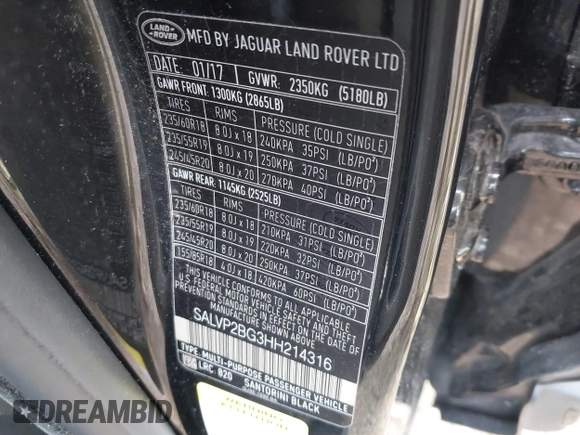 LAND
ROVER
MFD BY JAGUAR LAND ROVER LTD
DATE: 01/17 GVWR: 2350KG (5180LB)
GAWR FRONT: 1300KG (2865LB)
TIRES RIMS PRESSURE (COLD SINGLE)
235/60R18 8.0J x 18 240KPA 35PSI (LB/PO²)
235/55R19 8.0J x 19 250KPA 37PSI (LB/PO²)
245/45R20 8.0J x 20 270KPA 40PSI (LB/PO²)
GAWR REAR: 1145KG (2525LB)
TIRES RIMS PRESSURE (COLD SINGLE)
235/60R18 8.0J x 18 210KPA 31PSI (LB/PO²)
235/55R19 8.0J x 19 220KPA 32PSI (LB/PO²)
245/45R20 8.0J x 20 250KPA 37PSI (LB/PO²)
155/85R18 4.0J x 18 420KPA 60PSI (LB/PO²)
THIS VEHICLE CONFORMS TO ALL APPLICABLE
U.S. FEDERAL MOTOR VEHICLE SAFETY AND THEFT
PREVENTION STANDARDS IN EFFECT ON THE DATE OF
MANUFACTURE SHOWN ABOVE.
SALVP2BG3HH214316
TYPE: MULTI-PURPOSE PASSENGER VEHICLE
LRC 820 SANTORINI BLACK
DREAMBID